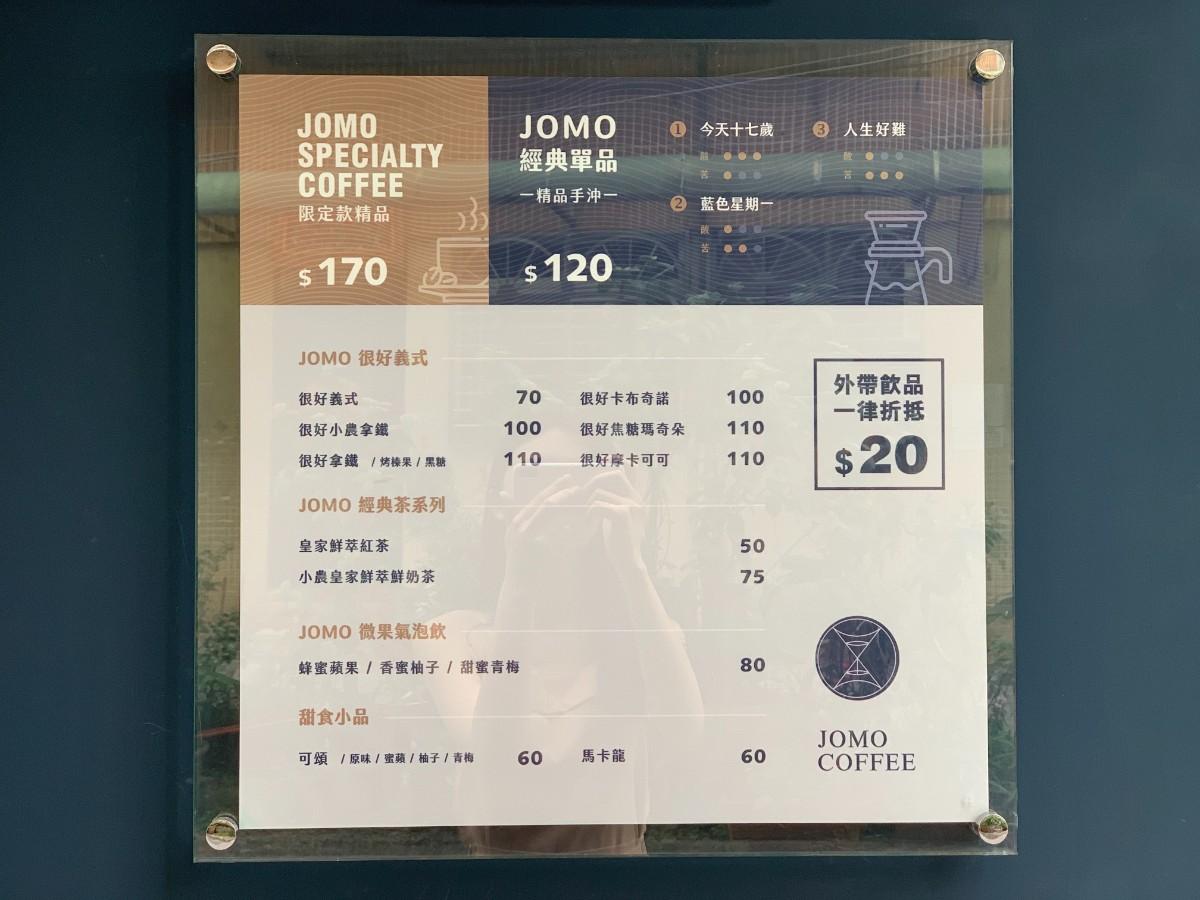 JOMO
SPECIALTY
COFFEE
限定款精品
$170
JOMO
經典單品
—精品手沖—
$120
1 今天十七歲
酸
苦
2 藍色星期一
酸
苦
3 人生好難
酸
苦
JOMO 很好義式
很好義式 70
很好小農拿鐵 100
很好拿鐵 / 烤榛果 / 黑糖 110
很好卡布奇諾 100
很好焦糖瑪奇朵 110
很好摩卡可可 110
外帶飲品
一律折抵
$20
JOMO 經典茶系列
皇家鮮萃紅茶 50
小農皇家鮮萃鮮奶茶 75
JOMO 微果氣泡飲
蜂蜜蘋果 / 香蜜柚子 / 甜蜜青梅 80
甜食小品
可頌 / 原味 / 蜜蘋 / 柚子 / 青梅 60
馬卡龍 60
JOMO
COFFEE